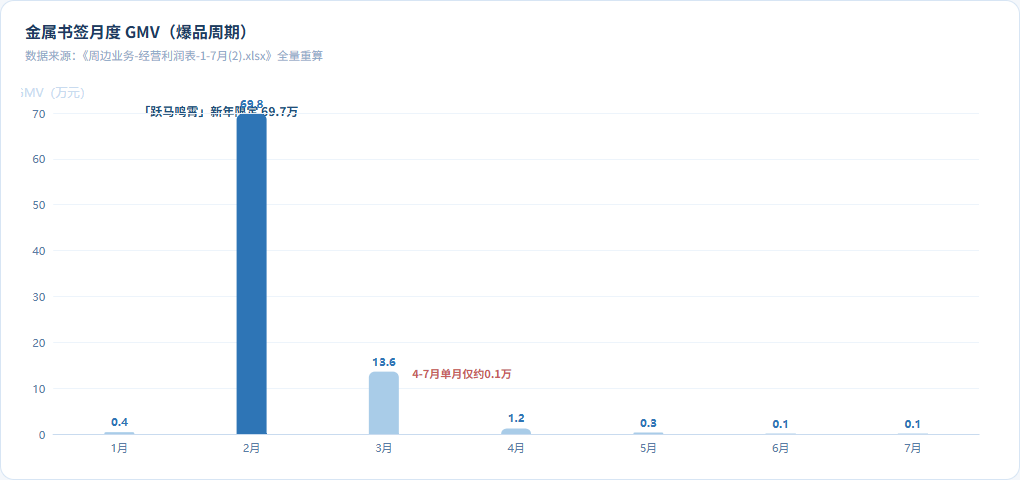 金属书签月度 GMV（爆品周期）
数据来源：《周边业务-经营利润表-1-7月(2).xlsx》全量重算
GMV（万元）
「跃马鸣霄」新年限定 69.7万
69.8
70
60
50
40
30
20
10
0
13.6
4-7月单月仅约0.1万
0.4
1.2
0.3
0.1
0.1
1月
2月
3月
4月
5月
6月
7月